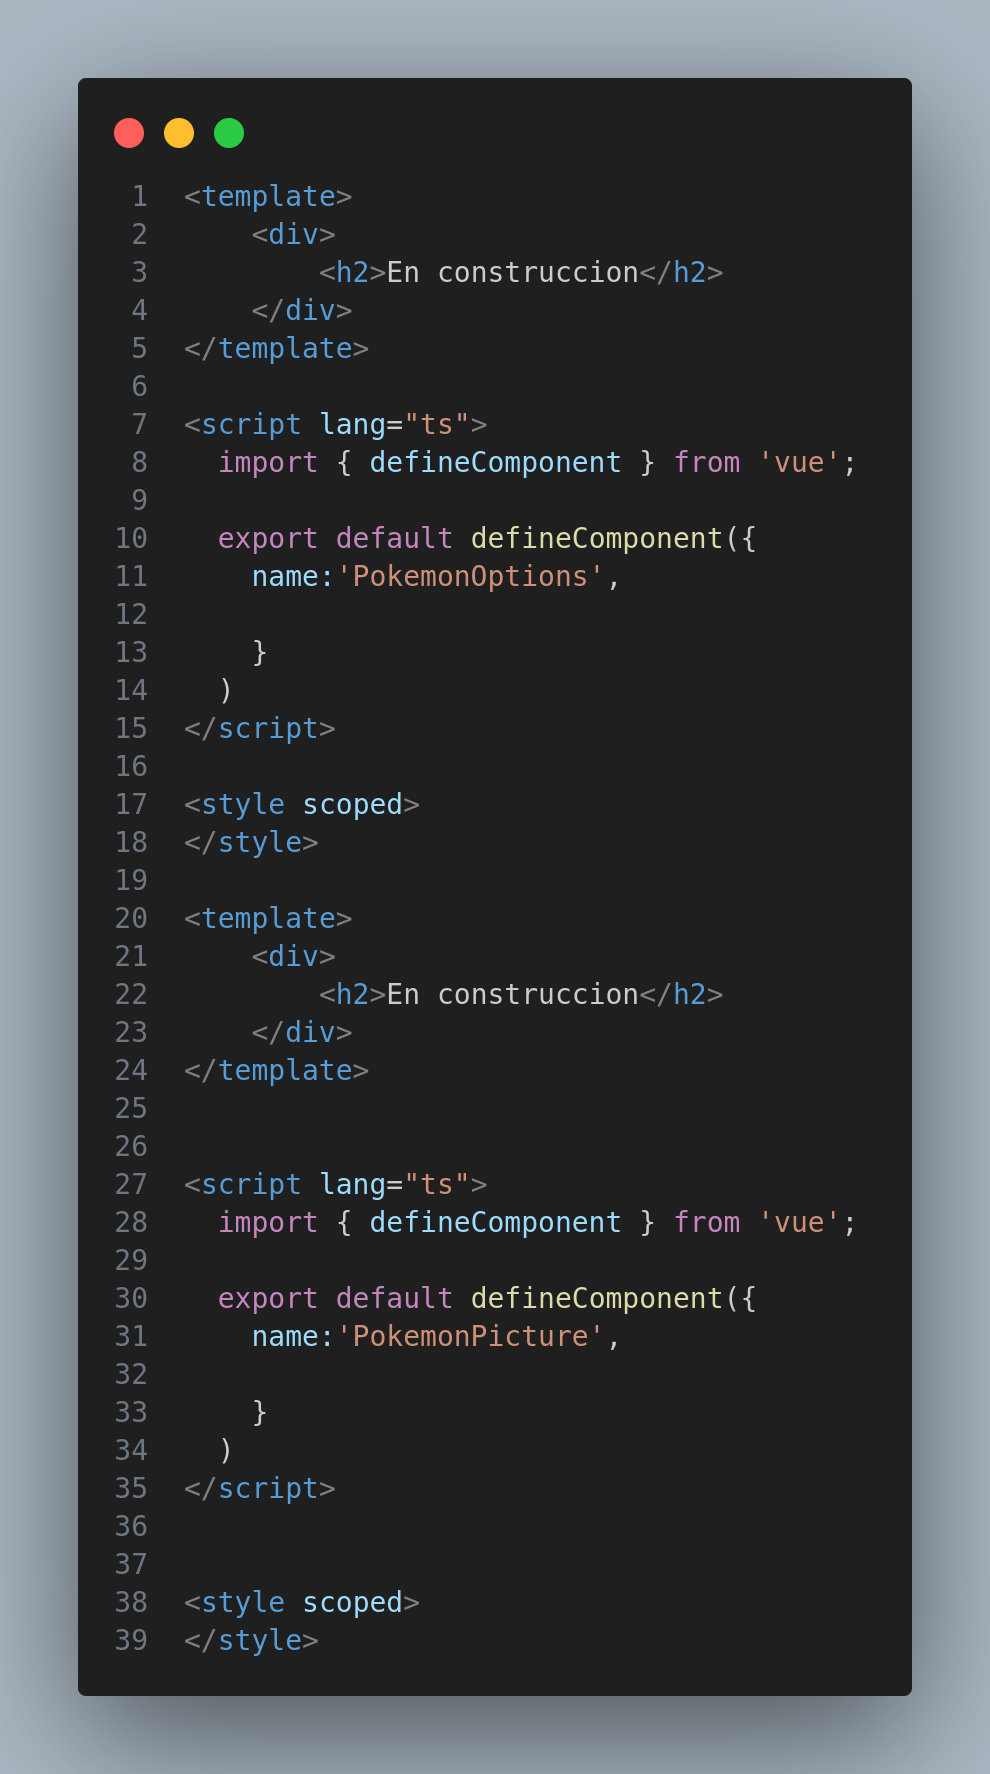 1 <template>
2     <div>
3         <h2>En construccion</h2>
4     </div>
5 </template>
6
7 <script lang="ts">
8   import { defineComponent } from 'vue';
9
10   export default defineComponent({
11     name:'PokemonOptions',
12
13     }
14   )
15 </script>
16
17 <style scoped>
18 </style>
19
20 <template>
21     <div>
22         <h2>En construccion</h2>
23     </div>
24 </template>
25
26
27 <script lang="ts">
28   import { defineComponent } from 'vue';
29
30   export default defineComponent({
31     name:'PokemonPicture',
32
33     }
34   )
35 </script>
36
37
38 <style scoped>
39 </style>